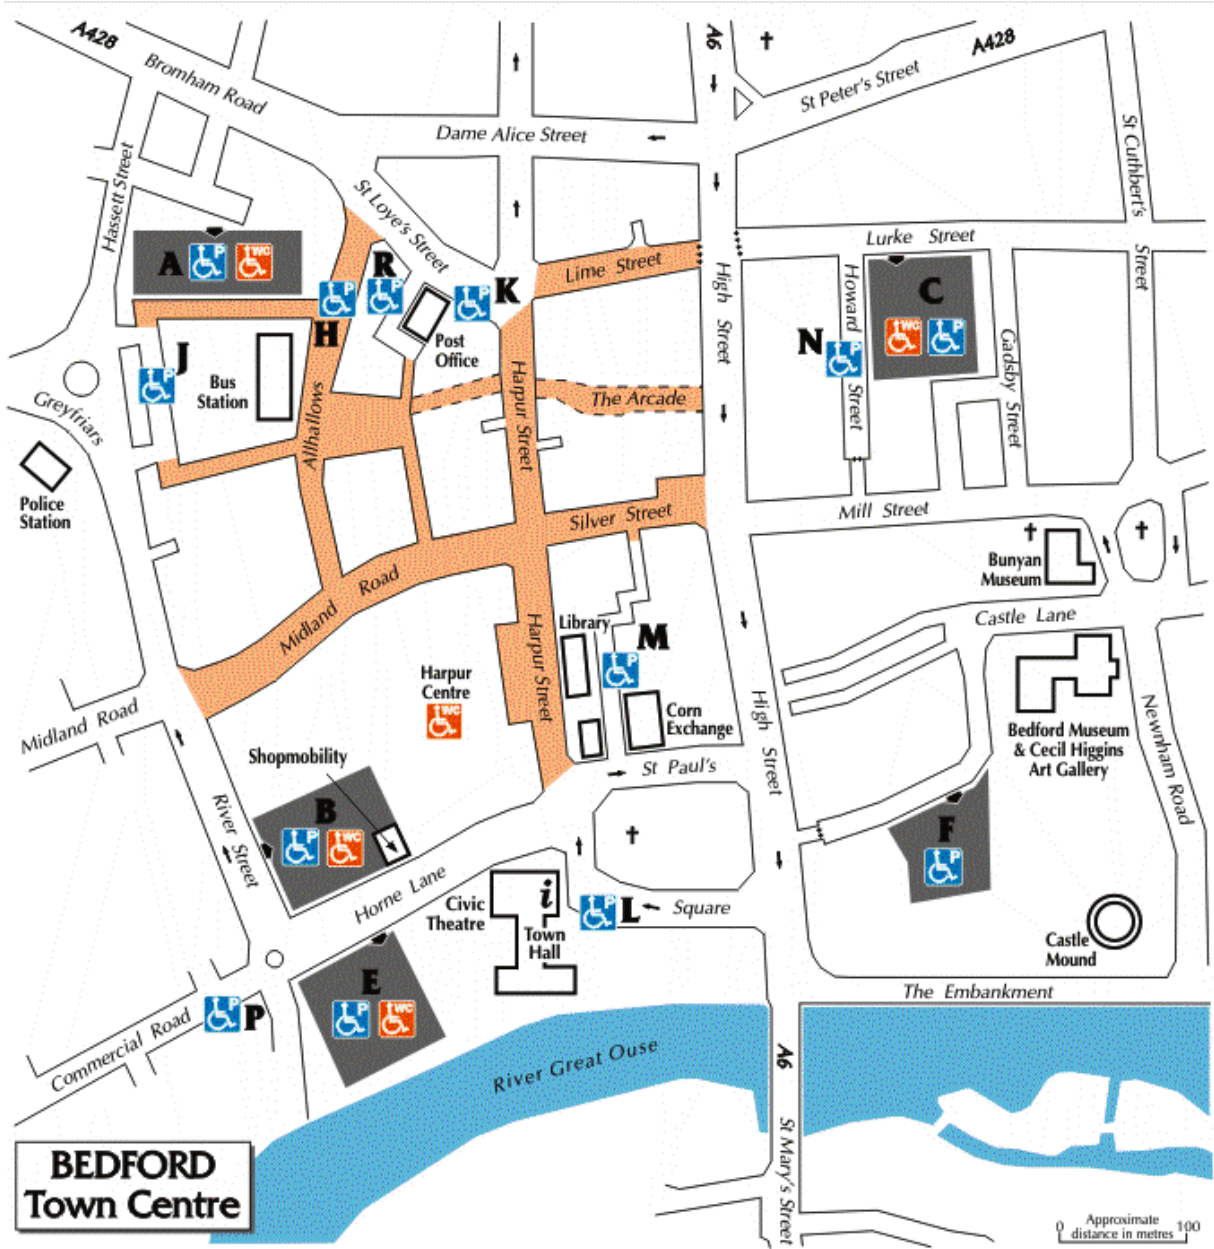 A428
Bromham Road
A6
A428
St Peter's Street
Dame Alice Street
St Cuthbert's
Street
Hassett Street
St Loye's Street
Lurke Street
Lime Street
A
P
WC
R
P
H
P
K
P
Post
Office
High Street
Howard Street
C
WC
P
N
P
Gadsby Street
J
P
Bus
Station
Greyfriars
Allhallows
Harpur Street
The Arcade
Police
Station
Silver Street
Mill Street
Bunyan
Museum
Midland Road
Castle Lane
Library
M
P
Harpur Street
Harpur
Centre
WC
Corn
Exchange
High Street
Bedford Museum
& Cecil Higgins
Art Gallery
Newnham Road
Midland Road
Shopmobility
St Paul's
Square
B
P
WC
River Street
Horne Lane
Civic
Theatre
i
Town
Hall
P
L
F
P
Castle
Mound
E
P
WC
P
P
Commercial Road
The Embankment
River Great Ouse
A6
St Mary's Street
BEDFORD
Town Centre
Approximate
distance in metres
0
100